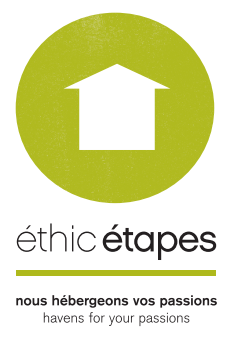 éthic étapes
nous hébergeons vos passions
havens for your passions